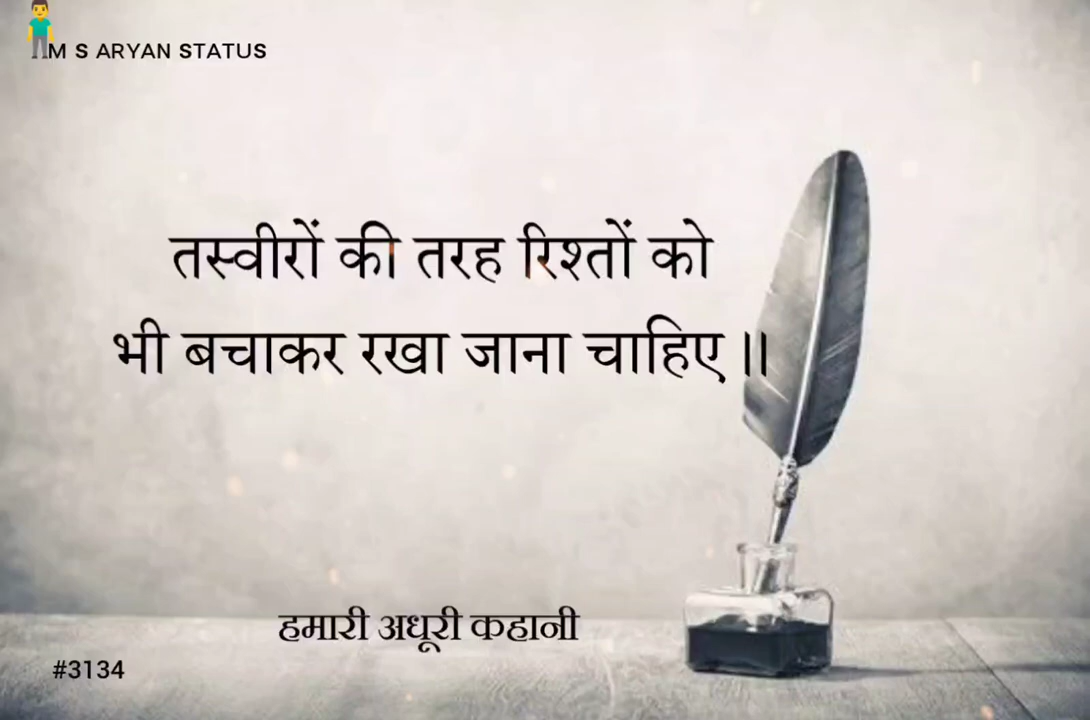 M S ARYAN STATUS
तस्वीरों की तरह रिश्तों को
भी बचाकर रखा जाना चाहिए ॥
हमारी अधूरी कहानी
#3134